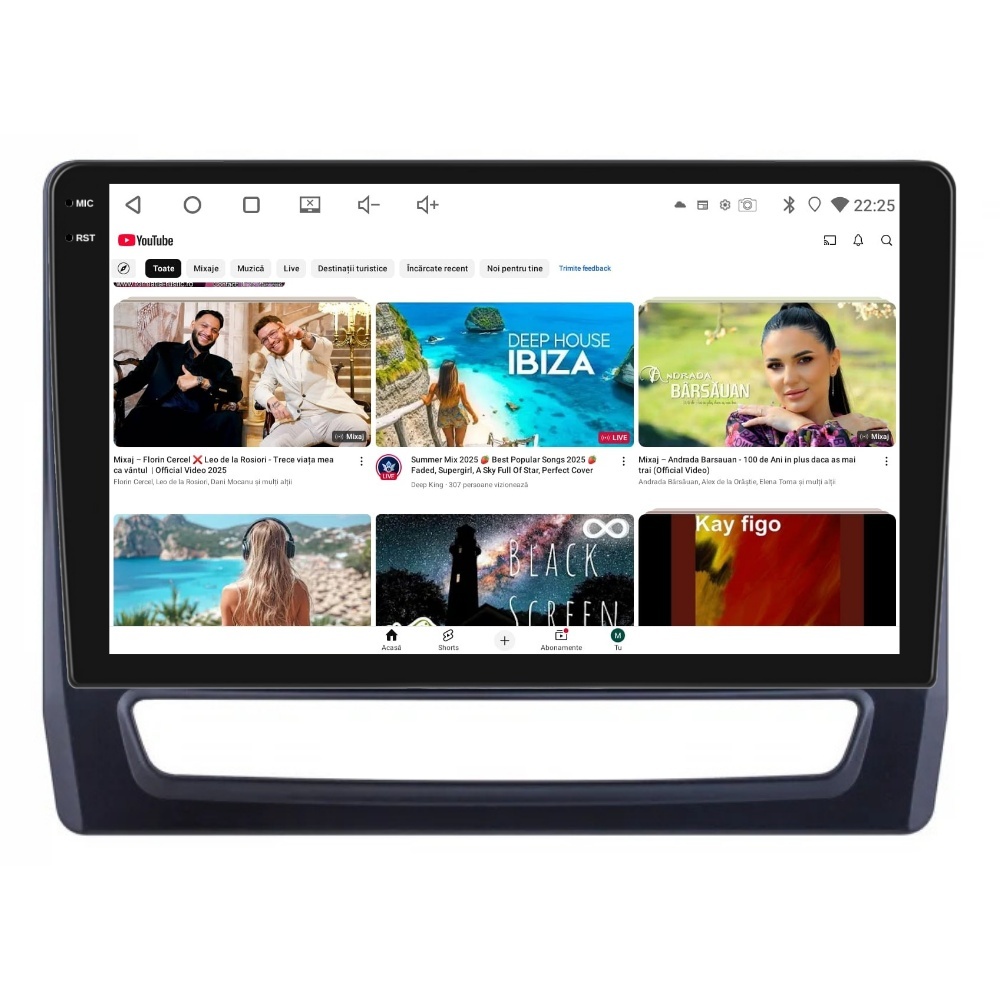 MIC
22:25
RST
YouTube
Toate
Mixaje
Muzică
Live
Destinații turistice
Încărcate recent
Noi pentru tine
Trimite feedback
Mixaj
DEEP HOUSE
IBIZA
LIVE
ANDRADA
BÂRSĂUAN
Mixaj
Mixaj – Florin Cercel ❌ Leo de la Rosiori - Trece viața mea
ca vântul | Official Video 2025
Florin Cercel, Leo de la Rosiori, Dani Mocanu și mulți alții
LIVE
Summer Mix 2025 🍓 Best Popular Songs 2025 🍓
Faded, Supergirl, A Sky Full Of Star, Perfect Cover
Deep King · 307 persoane vizionează
Mixaj – Andrada Barsauan - 100 de Ani in plus daca as mai
trai (Official Video)
Andrada Bârsăuan, Alex de la Orăștie, Elena Toma și mulți alții
BLACK
SCREEN
Kay figo
Acasă
Shorts
Abonamente
M
Tu